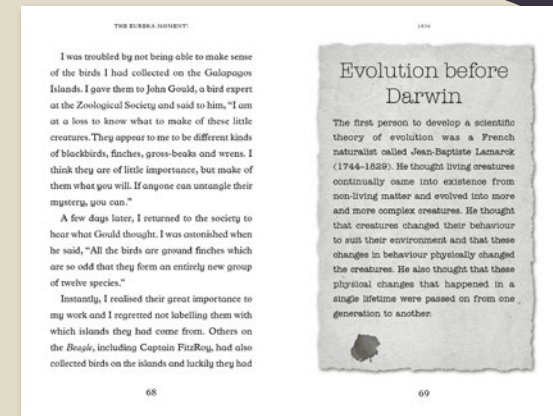 THE EUREKA MOMENT!
I was troubled by not being able to make sense
of the birds I had collected on the Galapagos
Islands. I gave them to John Gould, a bird expert
at the Zoological Society and said to him, “I am
at a loss to know what to make of these little
creatures. They appear to me to be different kinds
of blackbirds, finches, gross-beaks and wrens. I
think they are of little importance, but make of
them what you will. If anyone can untangle their
mystery, you can.”
A few days later, I returned to the society to
hear what Gould thought. I was astonished when
he said, “All the birds are ground finches which
are so odd that they form an entirely new group
of twelve species.”
Instantly, I realised their great importance to
my work and I regretted not labelling them with
which islands they had come from. Others on
the Beagle, including Captain FitzRoy, had also
collected birds on the islands and luckily they had
68
Evolution before
Darwin
The first person to develop a scientific
theory of evolution was a French
naturalist called Jean-Baptiste Lamarck
(1744–1829). He thought living creatures
continually came into existence from
non-living matter and evolved into more
and more complex creatures. He thought
that creatures changed their behaviour
to suit their environment and that these
changes in behaviour physically changed
the creatures. He also thought that these
physical changes that happened in a
single lifetime were passed on from one
generation to another.
69